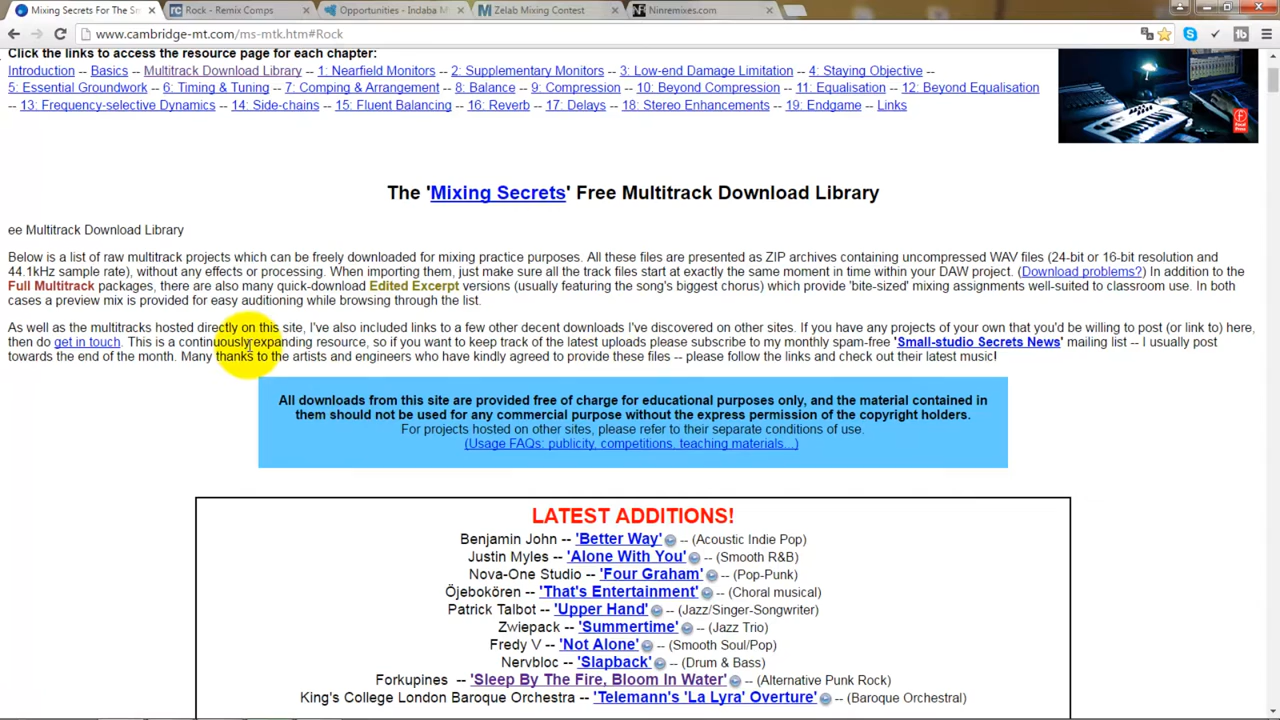 Mixing Secrets For The Sm
Rock - Remix Comps
Opportunities - Indaba M
Zelab Mixing Contest
Ninremixes.com
www.cambridge-mt.com/ms-mtk.htm#Rock
Click the links to access the resource page for each chapter:
Introduction -- Basics -- Multitrack Download Library -- 1: Nearfield Monitors -- 2: Supplementary Monitors -- 3: Low-end Damage Limitation -- 4: Staying Objective --
5: Essential Groundwork -- 6: Timing & Tuning -- 7: Comping & Arrangement -- 8: Balance -- 9: Compression -- 10: Beyond Compression -- 11: Equalisation -- 12: Beyond Equalisation
-- 13: Frequency-selective Dynamics -- 14: Side-chains -- 15: Fluent Balancing -- 16: Reverb -- 17: Delays -- 18: Stereo Enhancements -- 19: Endgame -- Links
The 'Mixing Secrets' Free Multitrack Download Library
ee Multitrack Download Library
Below is a list of raw multitrack projects which can be freely downloaded for mixing practice purposes. All these files are presented as ZIP archives containing uncompressed WAV files (24-bit or 16-bit resolution and
44.1kHz sample rate), without any effects or processing. When importing them, just make sure all the track files start at exactly the same moment in time within your DAW project. (Download problems?) In addition to the
Full Multitrack packages, there are also many quick-download Edited Excerpt versions (usually featuring the song's biggest chorus) which provide 'bite-sized' mixing assignments well-suited to classroom use. In both
cases a preview mix is provided for easy auditioning while browsing through the list.
As well as the multitracks hosted directly on this site, I've also included links to a few other decent downloads I've discovered on other sites. If you have any projects of your own that you'd be willing to post (or link to) here,
then do get in touch. This is a continuously expanding resource, so if you want to keep track of the latest uploads please subscribe to my monthly spam-free 'Small-studio Secrets News' mailing list -- I usually post
towards the end of the month. Many thanks to the artists and engineers who have kindly agreed to provide these files -- please follow the links and check out their latest music!
All downloads from this site are provided free of charge for educational purposes only, and the material contained in
them should not be used for any commercial purpose without the express permission of the copyright holders.
For projects hosted on other sites, please refer to their separate conditions of use.
(Usage FAQs: publicity, competitions, teaching materials...)
LATEST ADDITIONS!
Benjamin John -- 'Better Way' -- (Acoustic Indie Pop)
Justin Myles -- 'Alone With You' -- (Smooth R&B)
Nova-One Studio -- 'Four Graham' -- (Pop-Punk)
Öjebokören -- 'That's Entertainment' -- (Choral musical)
Patrick Talbot -- 'Upper Hand' -- (Jazz/Singer-Songwriter)
Zwiepack -- 'Summertime' -- (Jazz Trio)
Fredy V -- 'Not Alone' -- (Smooth Soul/Pop)
Nervbloc -- 'Slapback' -- (Drum & Bass)
Forkupines -- 'Sleep By The Fire, Bloom In Water' -- (Alternative Punk Rock)
King's College London Baroque Orchestra -- 'Telemann's 'La Lyra' Overture' -- (Baroque Orchestral)